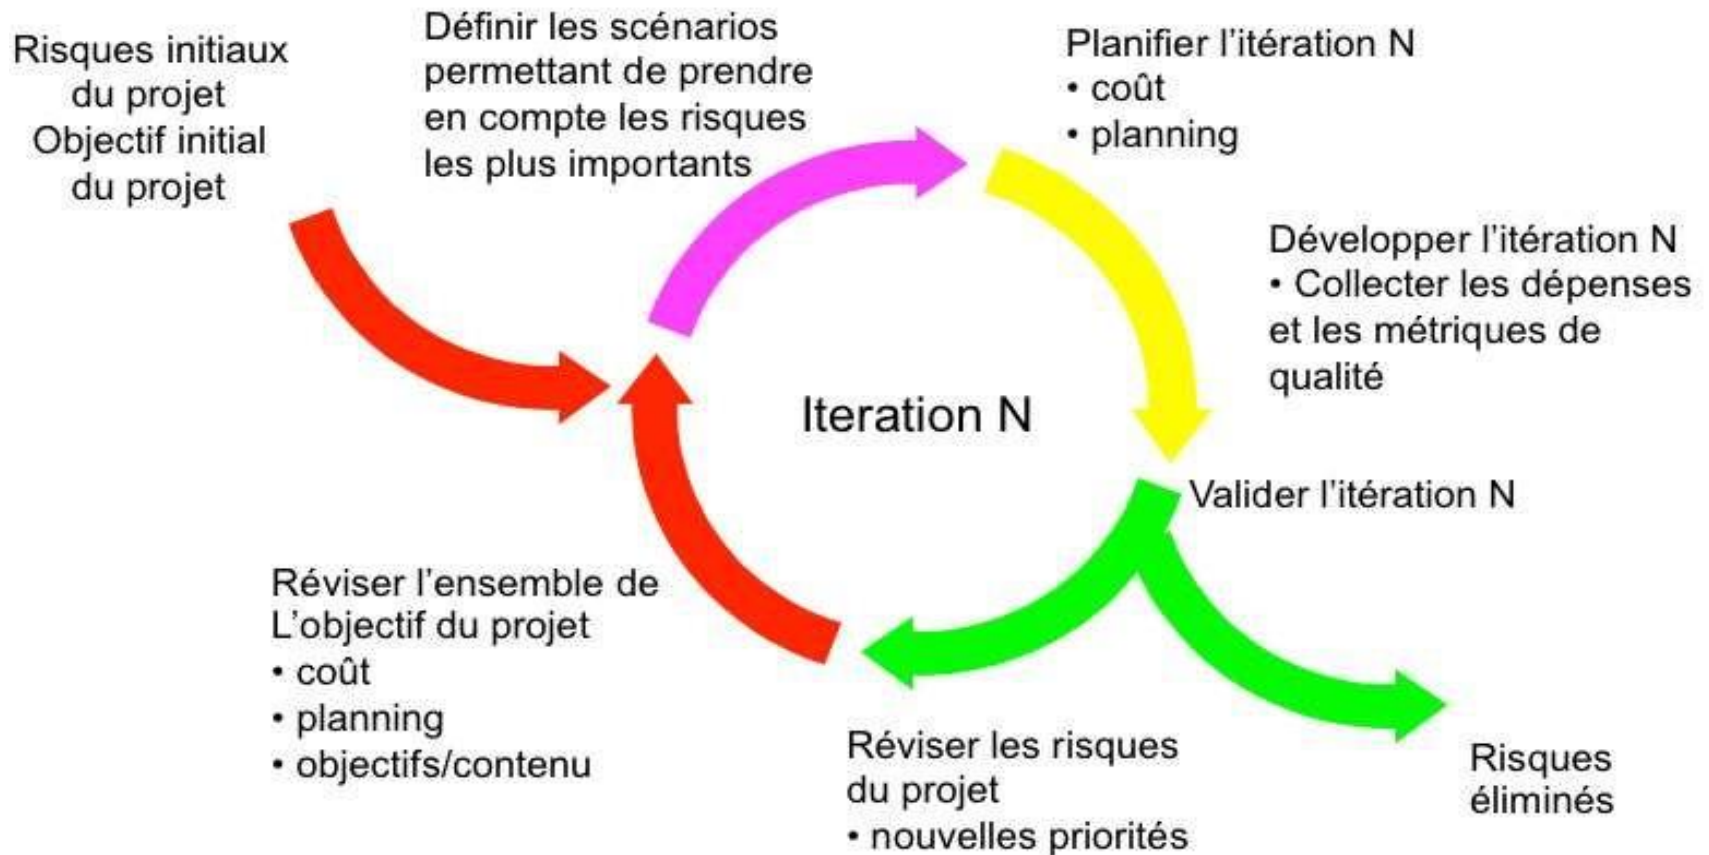 Risques initiaux
du projet
Objectif initial
du projet
Définir les scénarios
permettant de prendre
en compte les risques
les plus importants
Planifier l'itération N
• coût
• planning
Développer l'itération N
• Collecter les dépenses
et les métriques de
qualité
Iteration N
Valider l'itération N
Réviser l'ensemble de
L'objectif du projet
• coût
• planning
• objectifs/contenu
Réviser les risques
du projet
• nouvelles priorités
Risques
éliminés